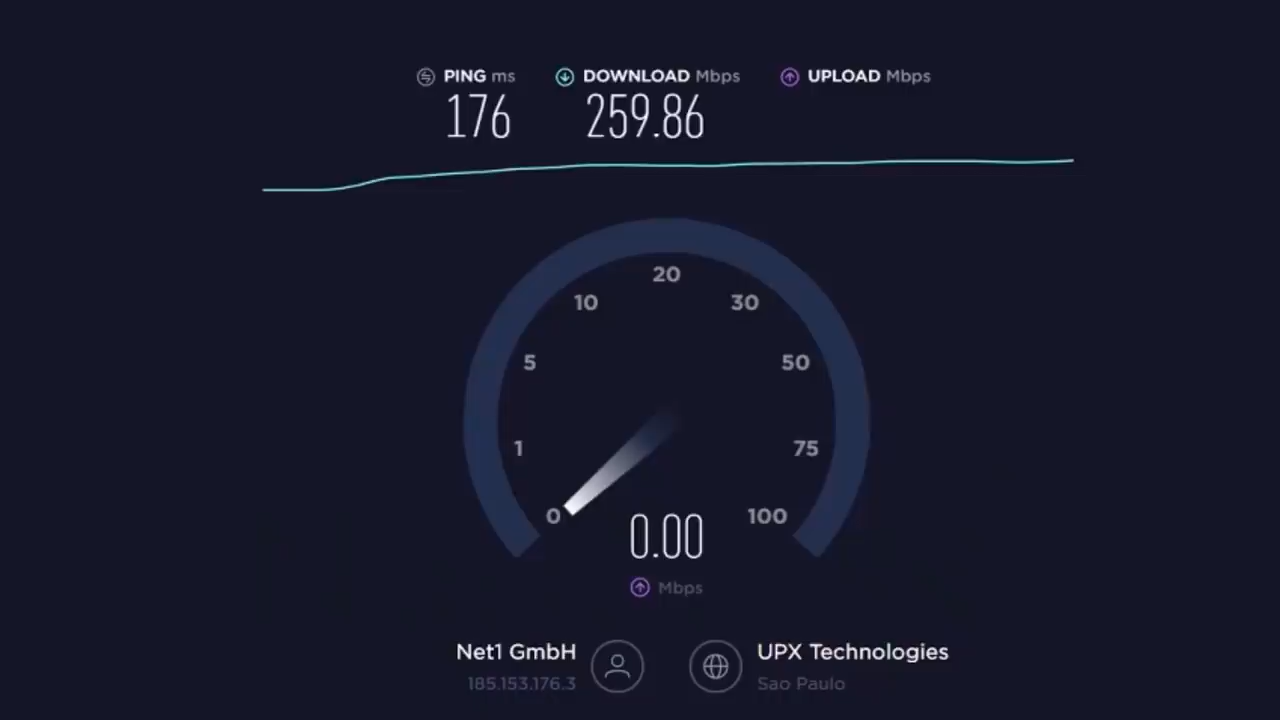 PING ms DOWNLOAD Mbps UPLOAD Mbps
176 259.86
20
10 30
5 50
1 75
0 100
0.00
Mbps
Net1 GmbH UPX Technologies
185.153.176.3 Sao Paulo